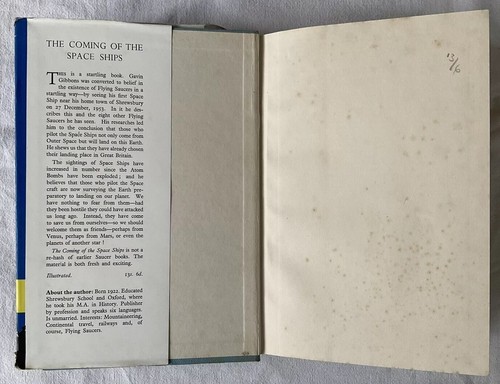 THE COMING OF THE
SPACE SHIPS
THIS is a startling book. Gavin
Gibbons was converted to belief in
the existence of Flying Saucers in a
startling way—by seeing his first Space
Ship near his home town of Shrewsbury
on 27 December, 1953. In it he des-
cribes this and the eight other Flying
Saucers he has seen. His researches led
him to the conclusion that those who
pilot the Space Ships not only come from
Outer Space but will land on this Earth.
He shews us that they have already chosen
their landing place in Great Britain.
The sightings of Space Ships have
increased in number since the Atom
Bombs have been exploded; and he
believes that those who pilot the Space
craft are now surveying the Earth pre-
paratory to landing on our planet. We
have nothing to fear from them—had
they been hostile they could have attacked
us long ago. Instead, they have come
to save us from ourselves—so we should
welcome them as friends—perhaps from
Venus, perhaps from Mars, or even the
planets of another star!
The Coming of the Space Ships is not a
re-hash of earlier Saucer books. The
material is both fresh and exciting.
Illustrated. 13s. 6d.
About the author: Born 1922. Educated
Shrewsbury School and Oxford, where
he took his M.A. in History. Publisher
by profession and speaks six languages.
Is unmarried. Interests: Mountaineering,
Continental travel, railways and, of
course, Flying Saucers.
13/6